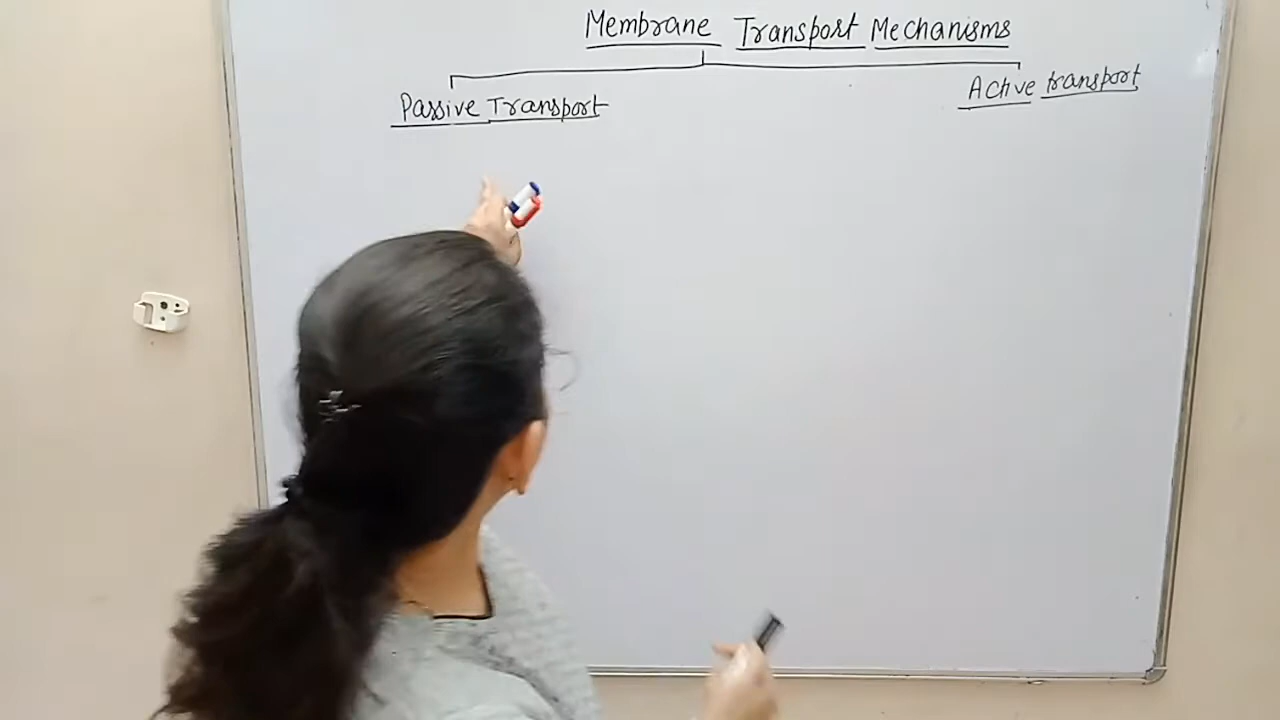 Membrane Transport Mechanisms
Passive Transport
Active transport